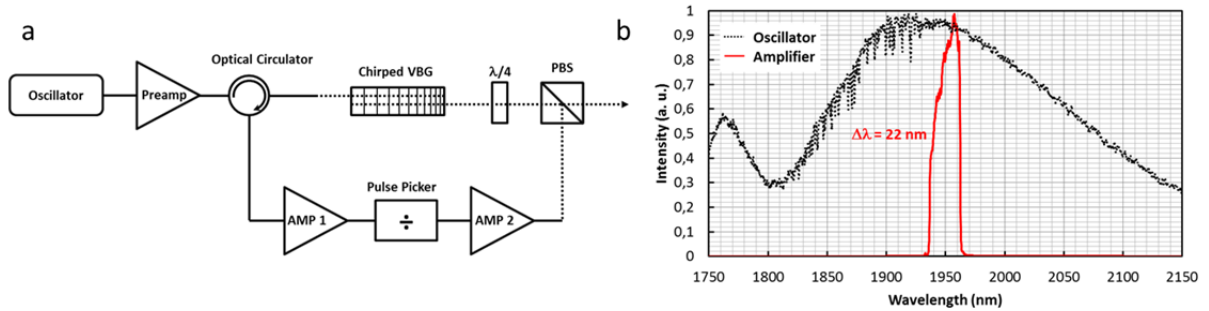 a
Optical Circulator
Chirped VBG
λ/4
PBS
Oscillator
Preamp
Pulse Picker
AMP 1
÷
AMP 2
b
Intensity (a. u.)
1
0,9
0,8
0,7
0,6
0,5
0,4
0,3
0,2
0,1
0
Oscillator
Amplifier
Δλ = 22 nm
1750 1800 1850 1900 1950 2000 2050 2100 2150
Wavelength (nm)